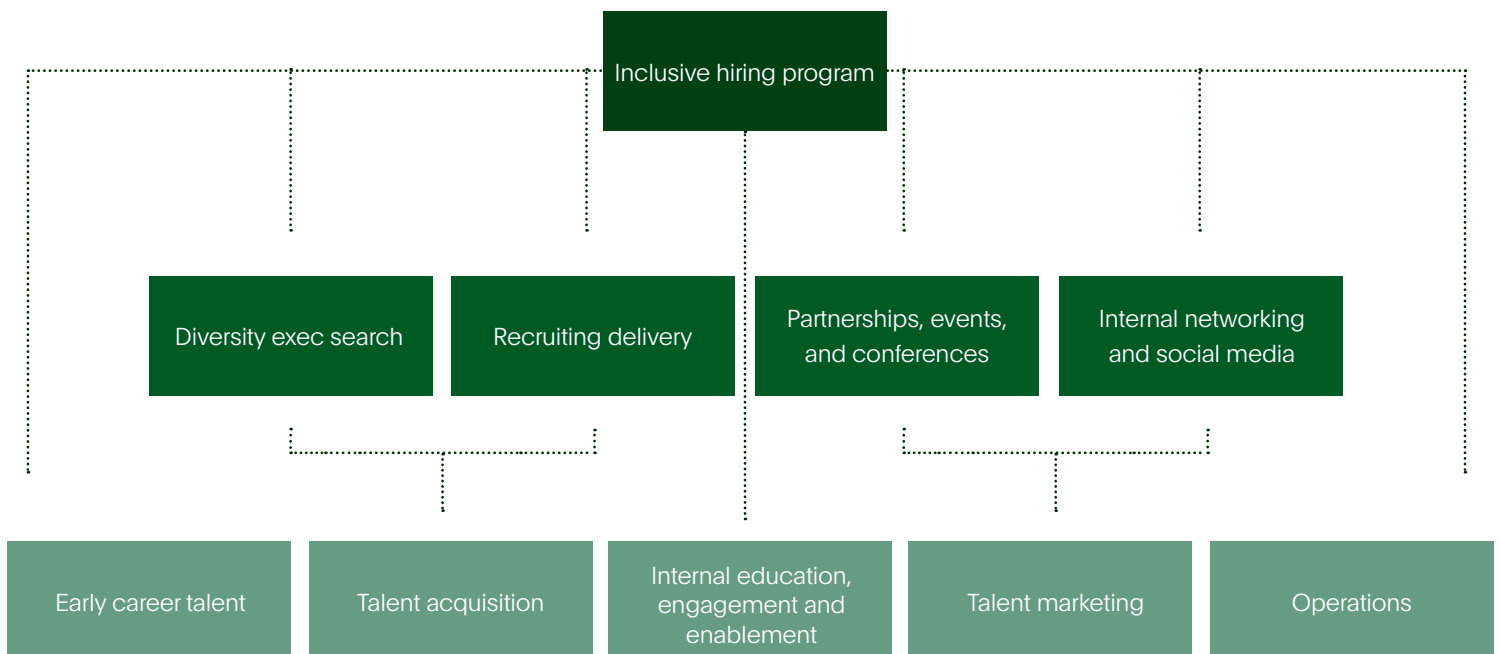 Inclusive hiring program
Diversity exec search
Recruiting delivery
Partnerships, events,
and conferences
Internal networking
and social media
Early career talent
Talent acquisition
Internal education,
engagement and
enablement
Talent marketing
Operations